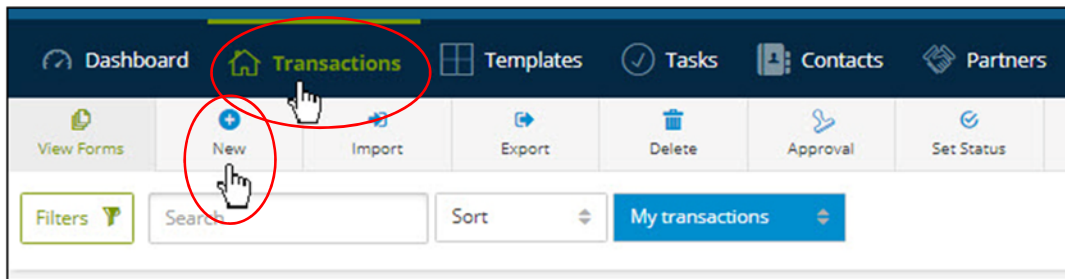 Dashboard Transactions Templates Tasks Contacts Partners
View Forms New Import Export Delete Approval Set Status
Filters Search Sort My transactions